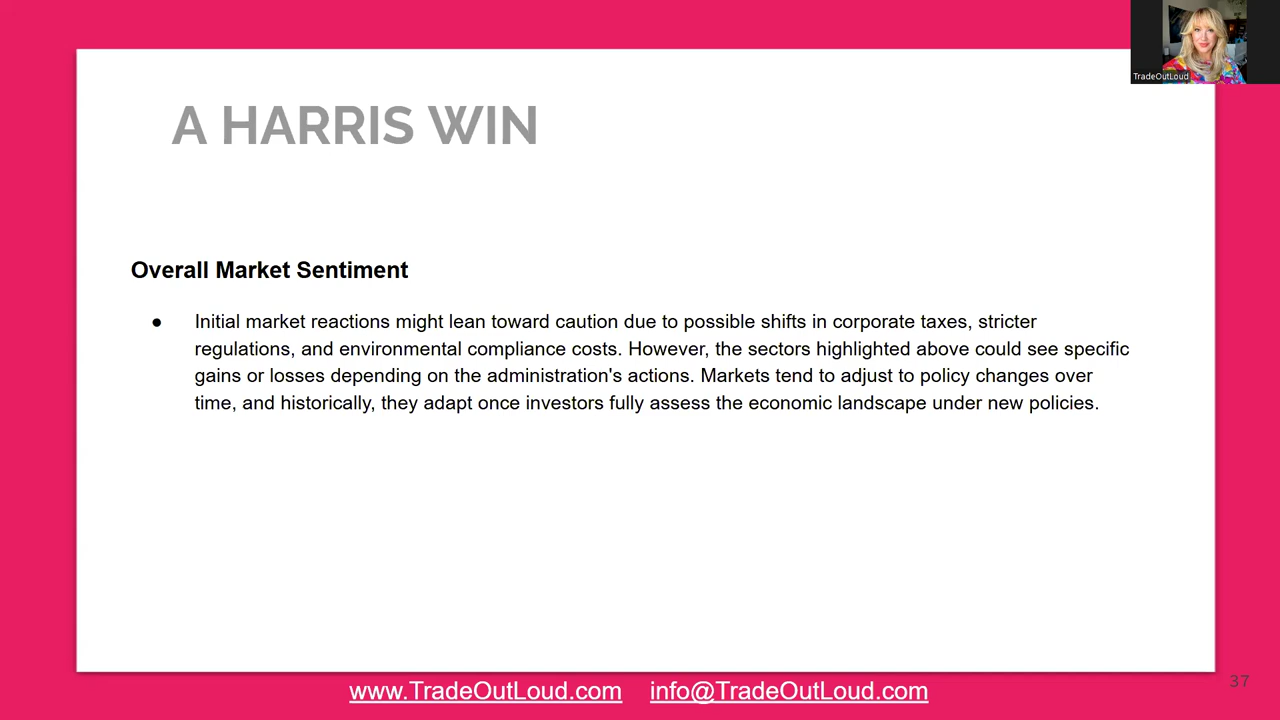 TradeOutLoud
A HARRIS WIN
Overall Market Sentiment
● Initial market reactions might lean toward caution due to possible shifts in corporate taxes, stricter
regulations, and environmental compliance costs. However, the sectors highlighted above could see specific
gains or losses depending on the administration's actions. Markets tend to adjust to policy changes over
time, and historically, they adapt once investors fully assess the economic landscape under new policies.
www.TradeOutLoud.com info@TradeOutLoud.com
37